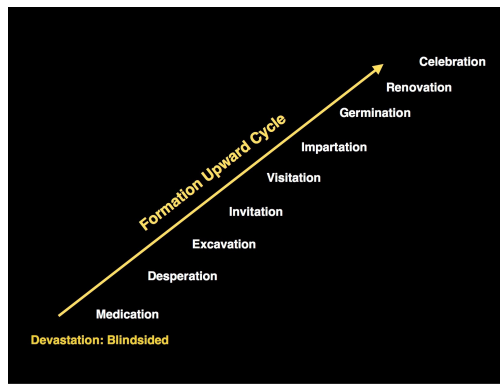 Celebration
Renovation
Germination
Formation Upward Cycle
Impartation
Visitation
Invitation
Excavation
Desperation
Medication
Devastation: Blindsided